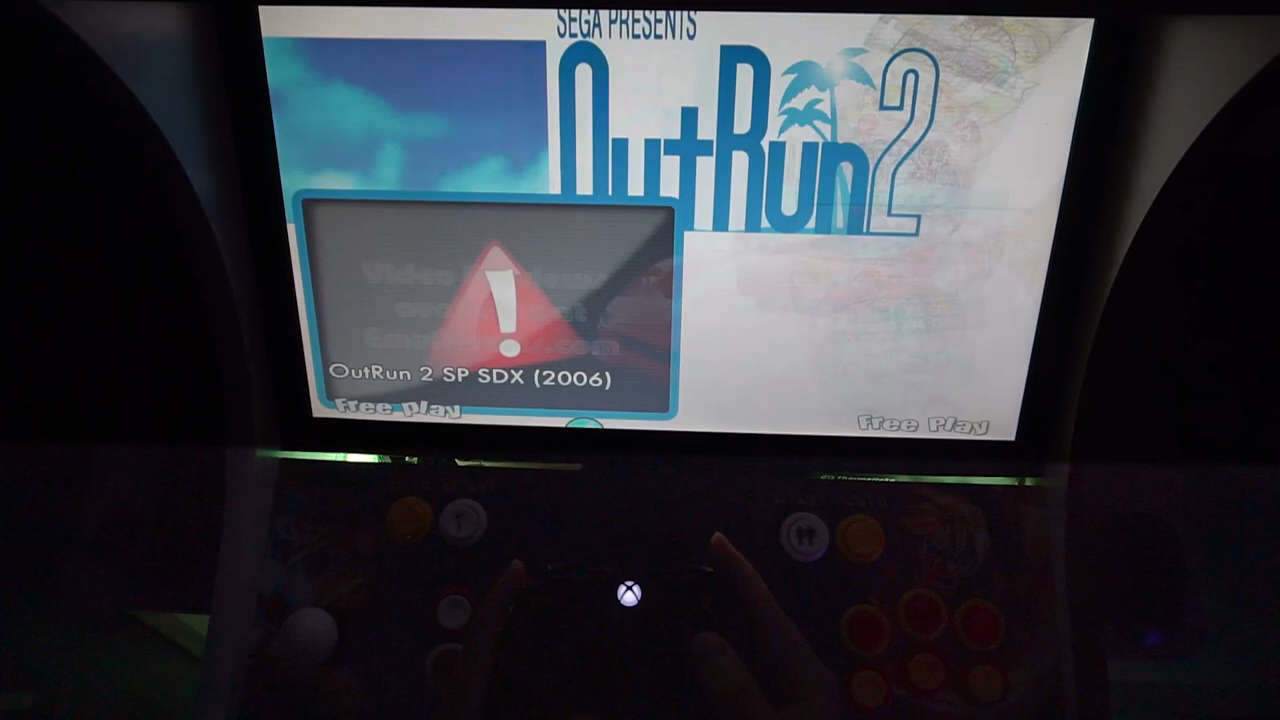 SEGA PRESENTS
OutRun2
OutRun 2 SP SDX (2006)
Free play
Free Play